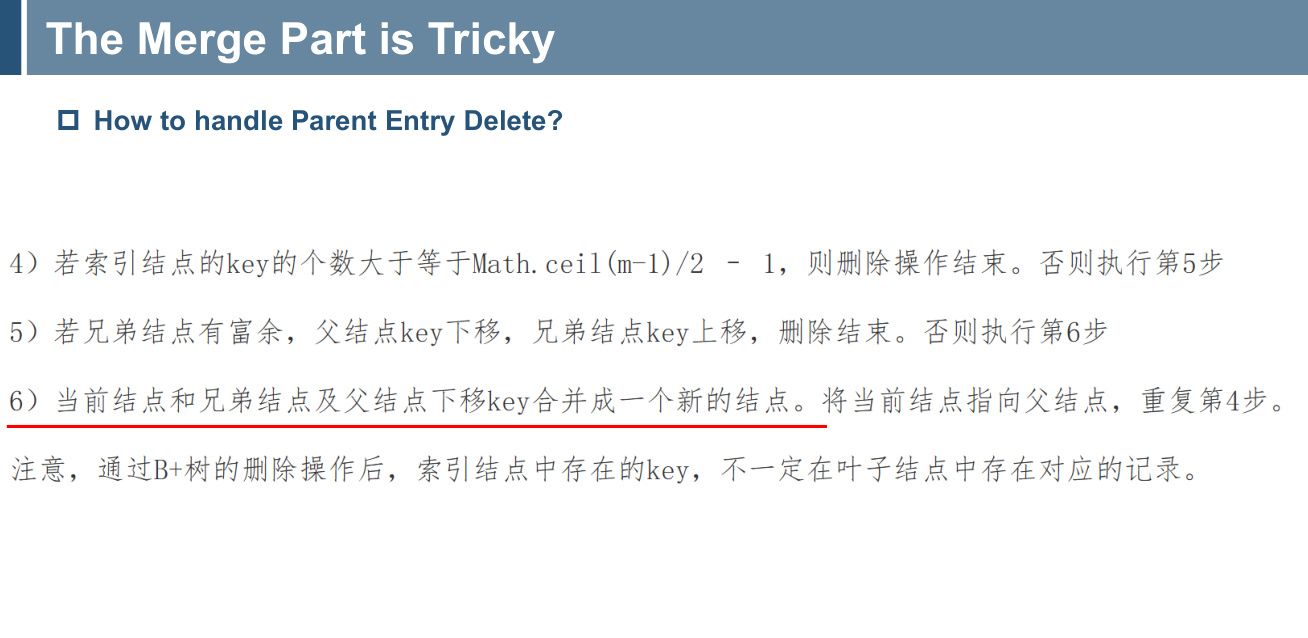 The Merge Part is Tricky
How to handle Parent Entry Delete?
4）若索引结点的key的个数大于等于Math.ceil(m-1)/2 – 1，则删除操作结束。否则执行第5步
5）若兄弟结点有富余，父结点key下移，兄弟结点key上移，删除结束。否则执行第6步
6）当前结点和兄弟结点及父结点下移key合并成一个新的结点。将当前结点指向父结点，重复第4步。
注意，通过B+树的删除操作后，索引结点中存在的key，不一定在叶子结点中存在对应的记录。